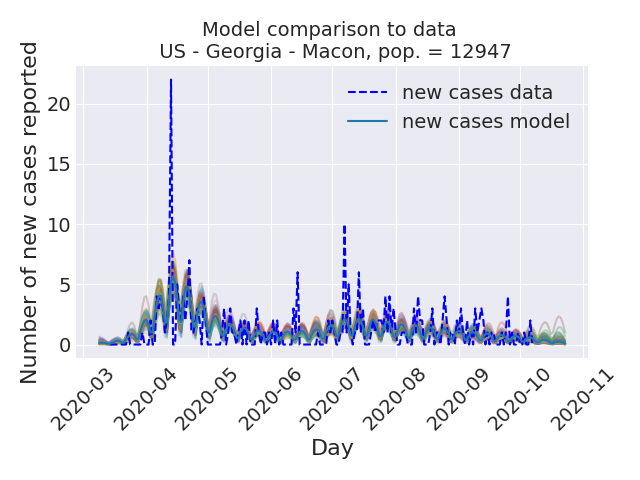 Model comparison to data
US - Georgia - Macon, pop. = 12947
Number of new cases reported
20
15
10
5
0
new cases data
new cases model
2020-03
2020-04
2020-05
2020-06
2020-07
2020-08
2020-09
2020-10
2020-11
Day